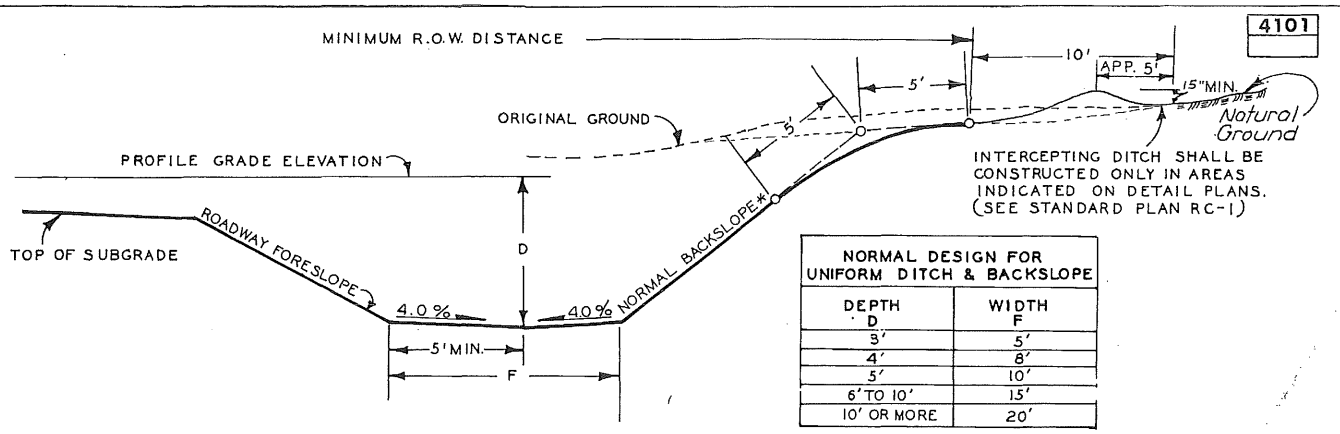 4101
MINIMUM R.O.W. DISTANCE
10'
APP. 5'
5'
15" MIN.
5'
ORIGINAL GROUND
Natural
Ground
PROFILE GRADE ELEVATION
INTERCEPTING DITCH SHALL BE
CONSTRUCTED ONLY IN AREAS
INDICATED ON DETAIL PLANS.
(SEE STANDARD PLAN RC-1)
ROADWAY FORESLOPE
NORMAL BACKSLOPE*
TOP OF SUBGRADE
D
4.0%
4.0%
5' MIN.
F
NORMAL DESIGN FOR
UNIFORM DITCH & BACKSLOPE
DEPTH WIDTH
D F
3' 5'
4' 8'
5' 10'
6' TO 10' 15'
10' OR MORE 20'